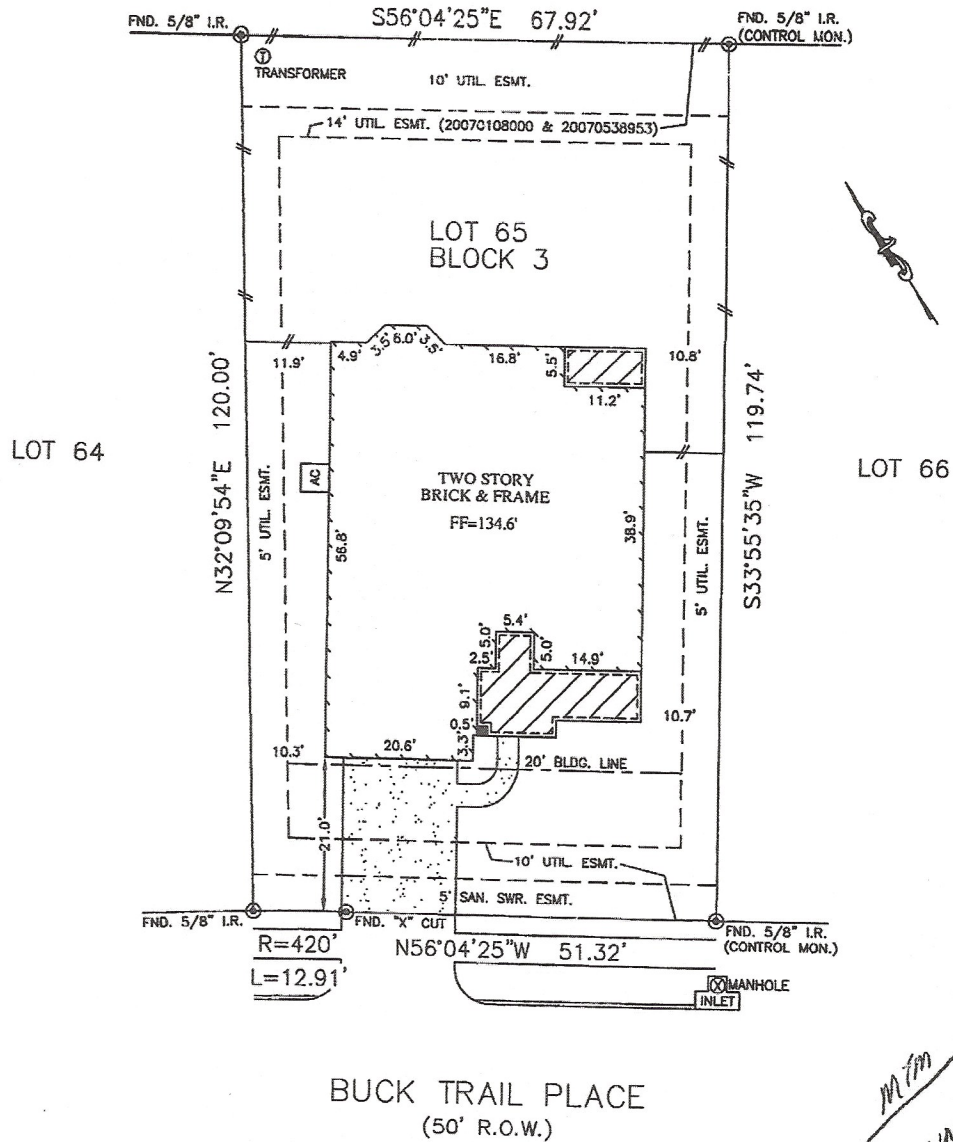 S56°04'25"E 67.92'
FND. 5/8" I.R.
FND. 5/8" I.R.
(CONTROL MON.)
T
TRANSFORMER
10' UTIL. ESMT.
14' UTIL. ESMT. (20070108000 & 20070538953)
LOT 65
BLOCK 3
11.9'
4.9'
3.5'
6.0'
3.5'
16.8'
5.5'
11.2'
10.8'
N32°09'54"E 120.00'
S33°55'35"W 119.74'
LOT 64
LOT 66
AC
TWO STORY
BRICK & FRAME
FF=134.6'
5' UTIL. ESMT.
56.8'
38.9'
5' UTIL. ESMT.
5.4'
5.0'
5.0'
2.5'
14.9'
9.1'
0.5'
3.3'
10.7'
10.3'
20.6'
20' BLDG. LINE
21.0'
10' UTIL. ESMT.
5' SAN. SWR. ESMT.
FND. 5/8" I.R.
FND. "X" CUT
FND. 5/8" I.R.
(CONTROL MON.)
R=420'
L=12.91'
N56°04'25"W 51.32'
X MANHOLE
INLET
BUCK TRAIL PLACE
(50' R.O.W.)